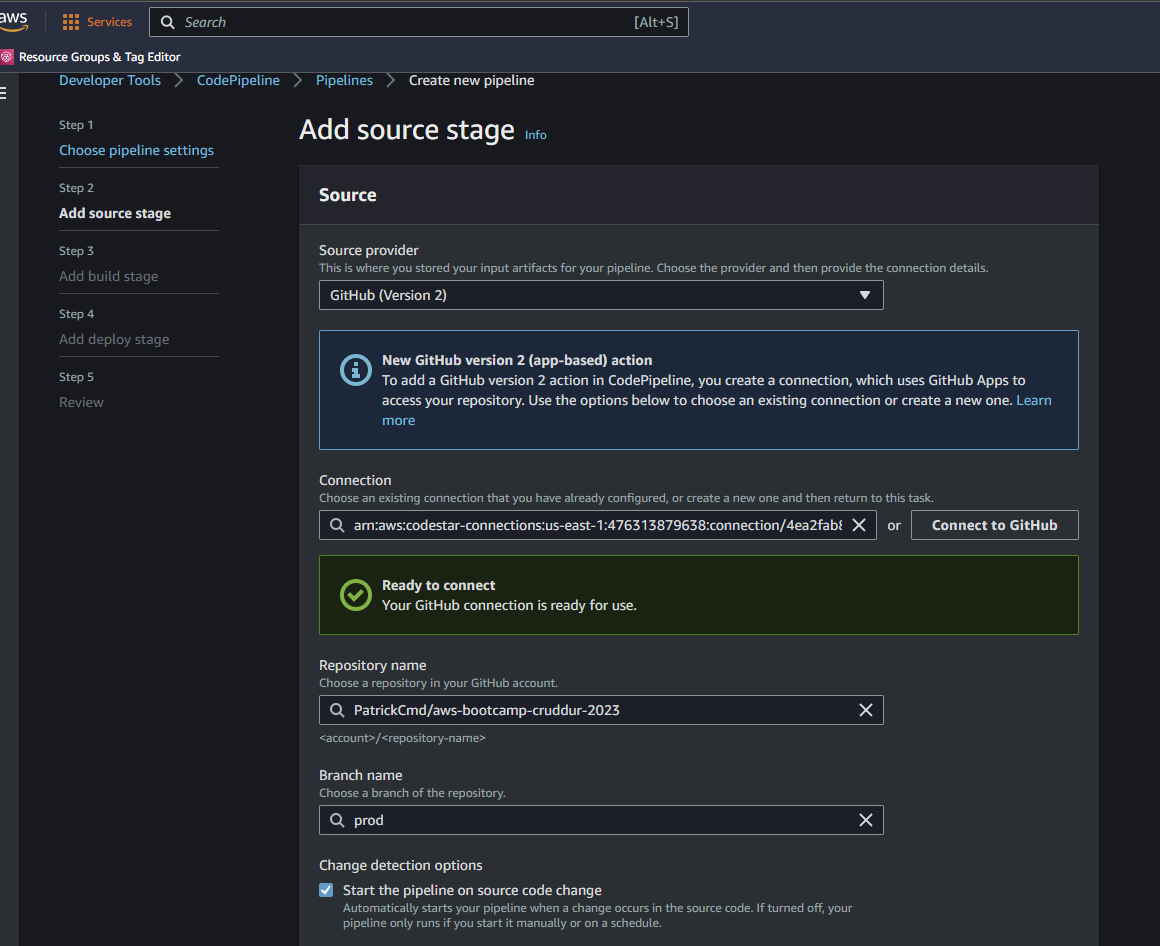 aws
Services
Search
[Alt+S]
Resource Groups & Tag Editor
Developer Tools
CodePipeline
Pipelines
Create new pipeline
Step 1
Choose pipeline settings
Step 2
Add source stage
Step 3
Add build stage
Step 4
Add deploy stage
Step 5
Review
Add source stage
Info
Source
Source provider
This is where you stored your input artifacts for your pipeline. Choose the provider and then provide the connection details.
GitHub (Version 2)
New GitHub version 2 (app-based) action
To add a GitHub version 2 action in CodePipeline, you create a connection, which uses GitHub Apps to
access your repository. Use the options below to choose an existing connection or create a new one. Learn
more
Connection
Choose an existing connection that you have already configured, or create a new one and then return to this task.
arn:aws:codestar-connections:us-east-1:476313879638:connection/4ea2fab8
or
Connect to GitHub
Ready to connect
Your GitHub connection is ready for use.
Repository name
Choose a repository in your GitHub account.
PatrickCmd/aws-bootcamp-cruddur-2023
<account>/<repository-name>
Branch name
Choose a branch of the repository.
prod
Change detection options
Start the pipeline on source code change
Automatically starts your pipeline when a change occurs in the source code. If turned off, your
pipeline only runs if you start it manually or on a schedule.